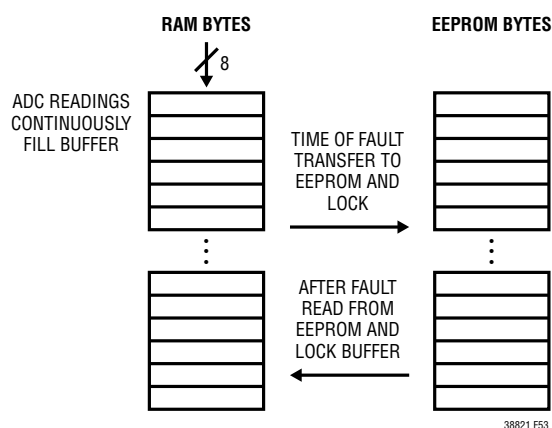 RAM BYTES
EEPROM BYTES
8
ADC READINGS
CONTINUOUSLY
FILL BUFFER
TIME OF FAULT
TRANSFER TO
EEPROM AND
LOCK
AFTER FAULT
READ FROM
EEPROM AND
LOCK BUFFER
38821 F53